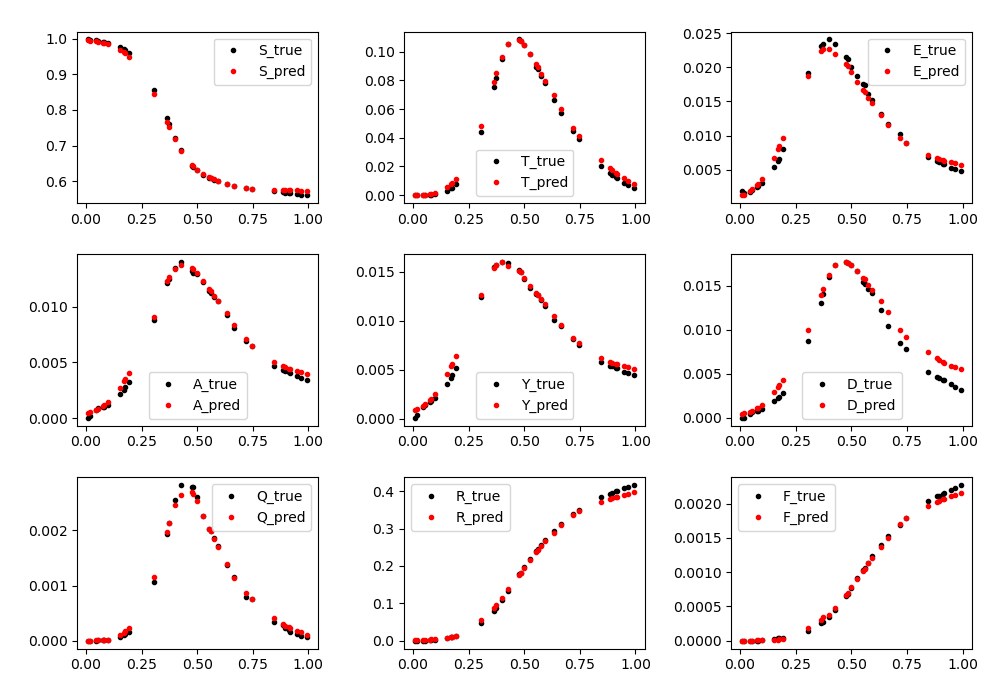 1.0
0.9
0.8
0.7
0.6
0.00 0.25 0.50 0.75 1.00
S_true
S_pred
0.10
0.08
0.06
0.04
0.02
0.00
0.00 0.25 0.50 0.75 1.00
T_true
T_pred
0.025
0.020
0.015
0.010
0.005
0.00 0.25 0.50 0.75 1.00
E_true
E_pred
0.010
0.005
0.000
0.00 0.25 0.50 0.75 1.00
A_true
A_pred
0.015
0.010
0.005
0.000
0.00 0.25 0.50 0.75 1.00
Y_true
Y_pred
0.015
0.010
0.005
0.000
0.00 0.25 0.50 0.75 1.00
D_true
D_pred
0.002
0.001
0.000
0.00 0.25 0.50 0.75 1.00
Q_true
Q_pred
0.4
0.3
0.2
0.1
0.0
0.00 0.25 0.50 0.75 1.00
R_true
R_pred
0.0020
0.0015
0.0010
0.0005
0.0000
0.00 0.25 0.50 0.75 1.00
F_true
F_pred